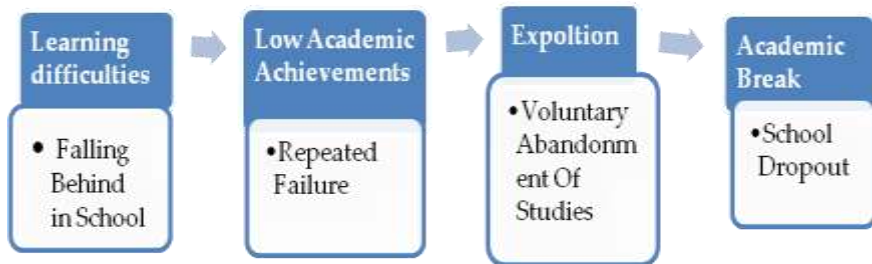 Learning
difficulties
• Falling
Behind
in School
Low Academic
Achievements
•Repeated
Failure
Expoltion
•Voluntary
Abandonm
ent Of
Studies
Academic
Break
•School
Dropout